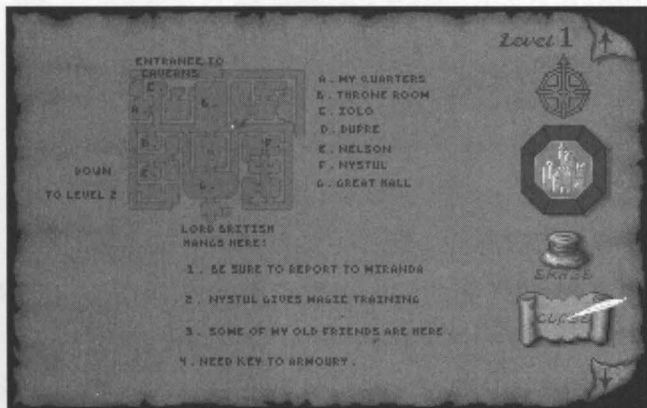 Level 1
ENTRANCE TO
CAVERNS
C.
B.
A.
D.
F.
E.
G.
A. MY QUARTERS
B. THRONE ROOM
C. IOLO
D. DUPRE
E. NELSON
F. NYSTUL
G. GREAT HALL
DOWN
TO LEVEL 2
LORD BRITISH
HANGS HERE:
1. BE SURE TO REPORT TO MIRANDA
2. NYSTUL GIVES MAGIC TRAINING
3. SOME OF MY OLD FRIENDS ARE HERE.
4. NEED KEY TO ARMOURY.
ERASE
CLOSE